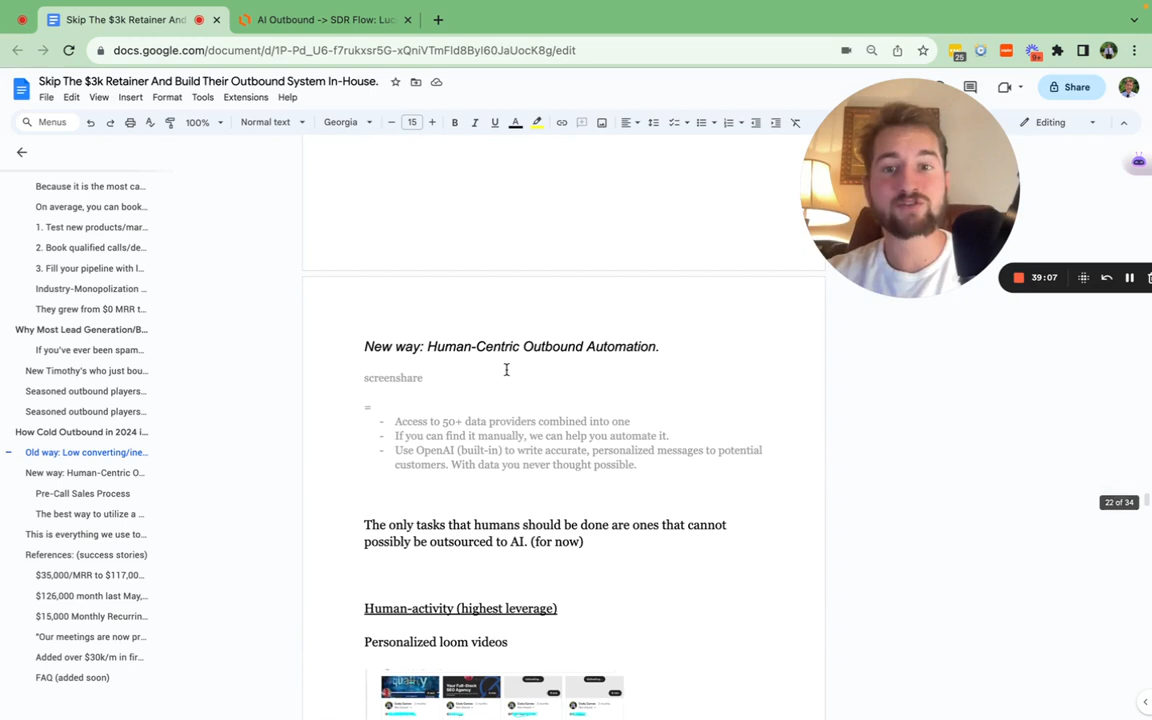 Skip The $3k Retainer And
AI Outbound -> SDR Flow: Luc
docs.google.com/document/d/1P-Pd_U6-f7rukxsr5G-xQniVTmFld8Byl60JaUocK8g/edit
25
9+
Skip The $3k Retainer And Build Their Outbound System In-House.
File Edit View Insert Format Tools Extensions Help
Share
Menus
100%
Normal text
Georgia
15
B I U A
Editing
Because it is the most ca...
On average, you can book...
1. Test new products/mar...
2. Book qualified calls/de...
3. Fill your pipeline with l...
Industry-Monopolization ...
They grew from $0 MRR t...
Why Most Lead Generation/B...
If you've ever been spam...
New Timothy's who just bou...
Seasoned outbound players...
Seasoned outbound players...
How Cold Outbound in 2024 i...
Old way: Low converting/ine...
New way: Human-Centric O...
Pre-Call Sales Process
The best way to utilize a ...
This is everything we use to...
References: (success stories)
$35,000/MRR to $117,00...
$126,000 month last May,...
$15,000 Monthly Recurrin...
"Our meetings are now pr...
Added over $30k/m in fir...
FAQ (added soon)
39:07
New way: Human-Centric Outbound Automation.
screenshare
=
- Access to 50+ data providers combined into one
- If you can find it manually, we can help you automate it.
- Use OpenAI (built-in) to write accurate, personalized messages to potential
customers. With data you never thought possible.
22 of 34
The only tasks that humans should be done are ones that cannot
possibly be outsourced to AI. (for now)
Human-activity (highest leverage)
Personalized loom videos